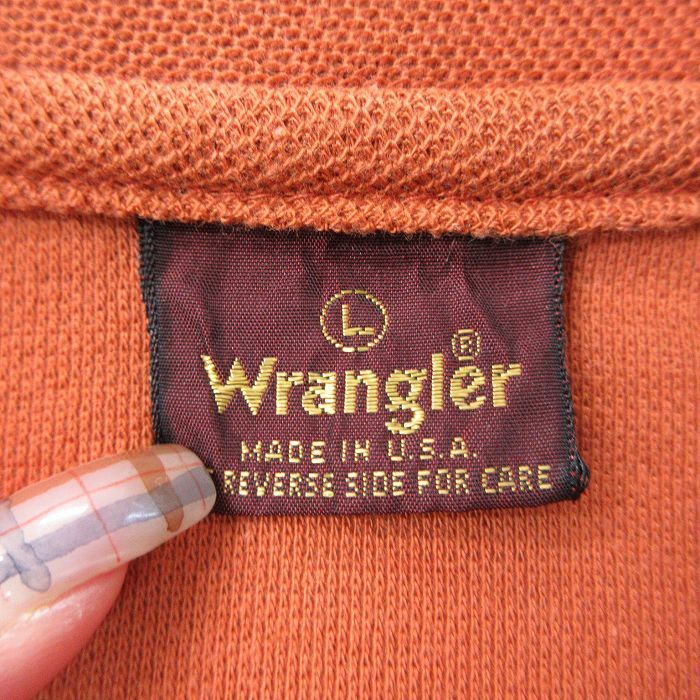 L
Wrangler®
MADE IN U.S.A.
REVERSE SIDE FOR CARE